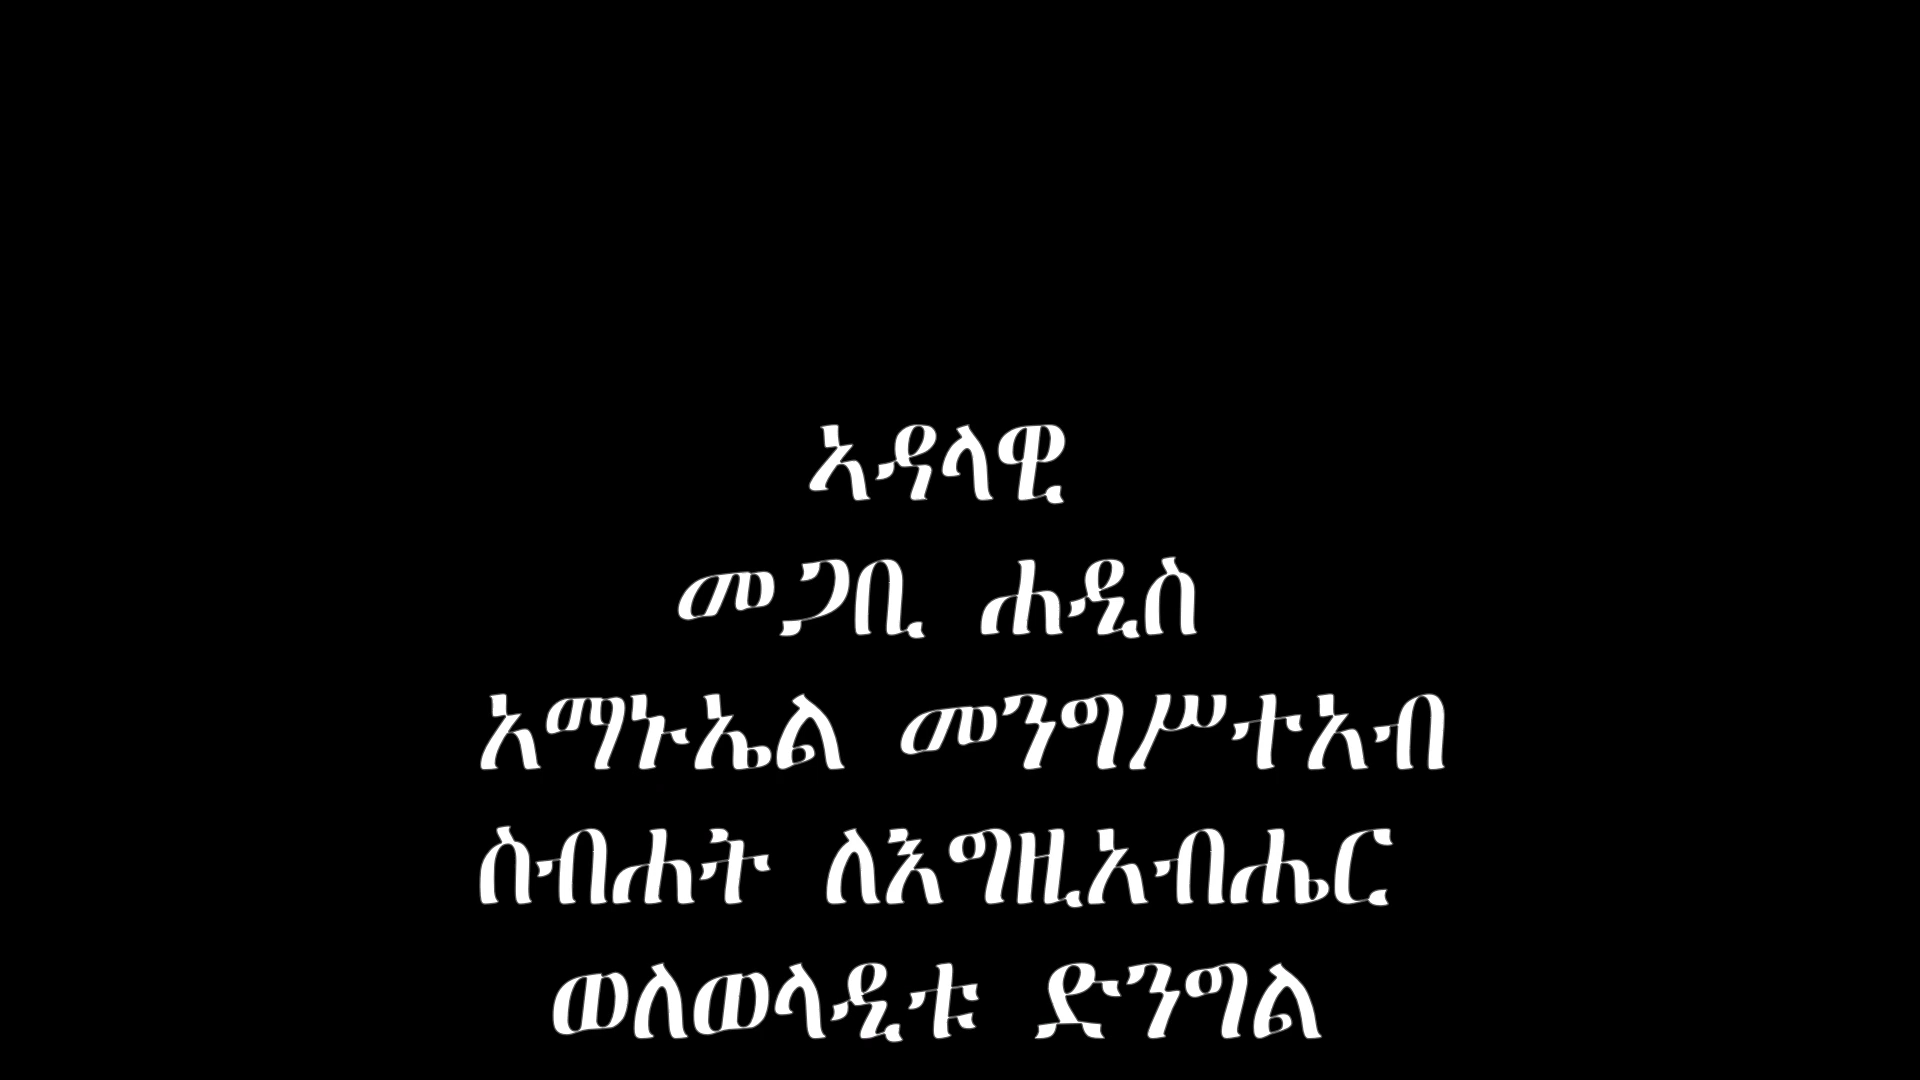 ኣዳላዊ
መጋቢ ሐዲስ
አማኑኤል መንግሥተአብ
ስብሐት ለእግዚአብሔር
ወለወላዲቱ ድንግል